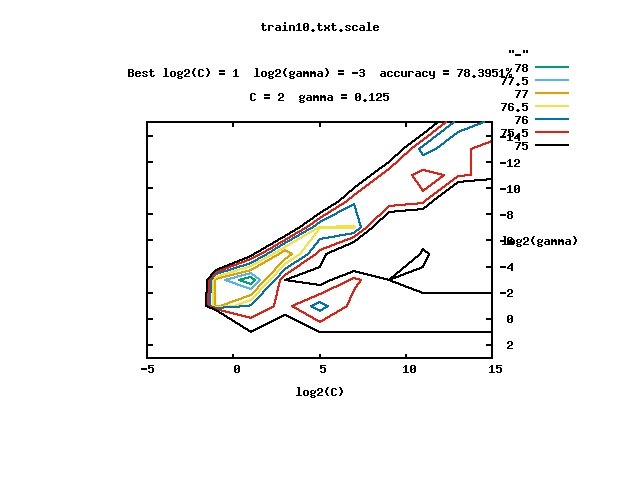 train10.txt.scale
"-"
Best log2(C) = 1  log2(gamma) = -3  accuracy = 78.3951%
78
77.5
77
76.5
76
75.5
75
C = 2  gamma = 0.125
-14
-12
-10
-8
-6
log2(gamma)
-4
-2
0
2
-5 0 5 10 15
log2(C)